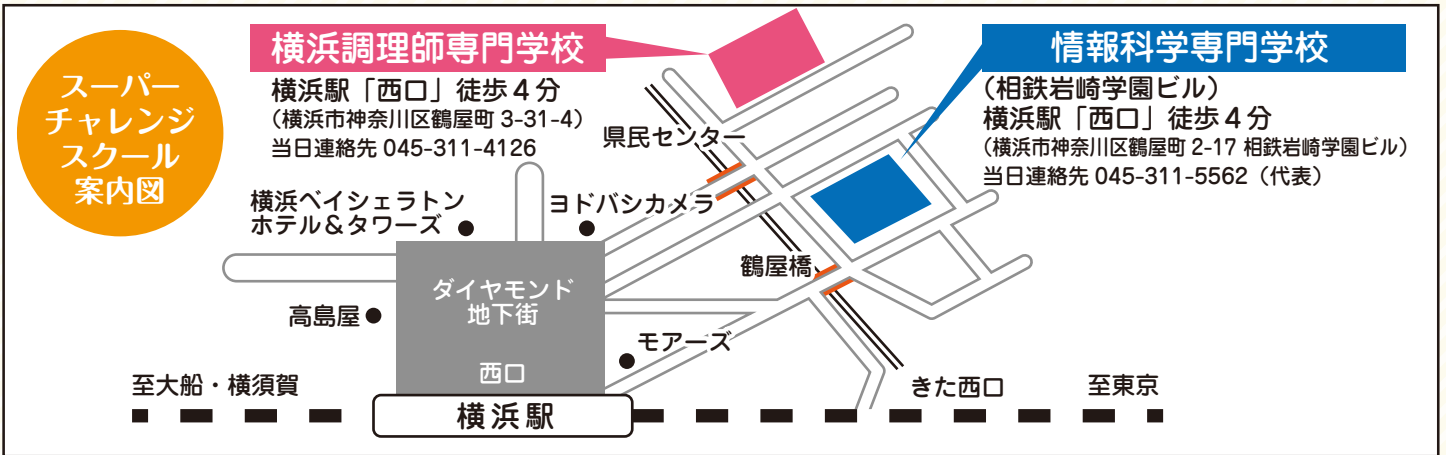 スーパー
チャレンジ
スクール
案内図
横浜調理師専門学校
横浜駅「西口」徒歩4分
（横浜市神奈川区鶴屋町 3-31-4）
当日連絡先 045-311-4126
情報科学専門学校
（相鉄岩崎学園ビル）
横浜駅「西口」徒歩4分
（横浜市神奈川区鶴屋町 2-17 相鉄岩崎学園ビル）
当日連絡先 045-311-5562（代表）
県民センター
横浜ベイシェラトン
ホテル＆タワーズ
ヨドバシカメラ
鶴屋橋
ダイヤモンド
地下街
高島屋
モアーズ
西口
至大船・横須賀
きた西口
至東京
横浜駅